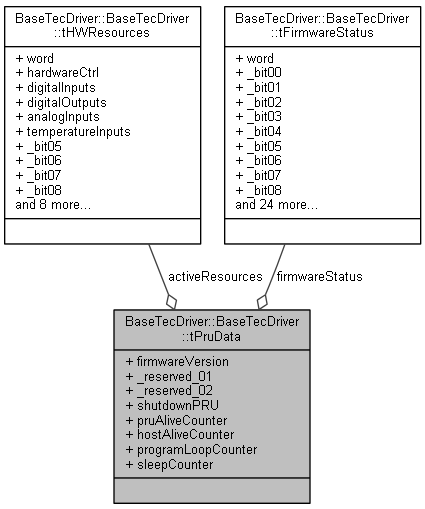 BaseTecDriver::BaseTecDriver
::tHWResources
+ word
+ hardwareCtrl
+ digitalInputs
+ digitalOutputs
+ analogInputs
+ temperatureInputs
+ _bit05
+ _bit06
+ _bit07
+ _bit08
and 8 more...
BaseTecDriver::BaseTecDriver
::tFirmwareStatus
+ word
+ _bit00
+ _bit01
+ _bit02
+ _bit03
+ _bit04
+ _bit05
+ _bit06
+ _bit07
+ _bit08
and 24 more...
activeResources
firmwareStatus
BaseTecDriver::BaseTecDriver
::tPruData
+ firmwareVersion
+ _reserved_01
+ _reserved_02
+ shutdownPRU
+ pruAliveCounter
+ hostAliveCounter
+ programLoopCounter
+ sleepCounter